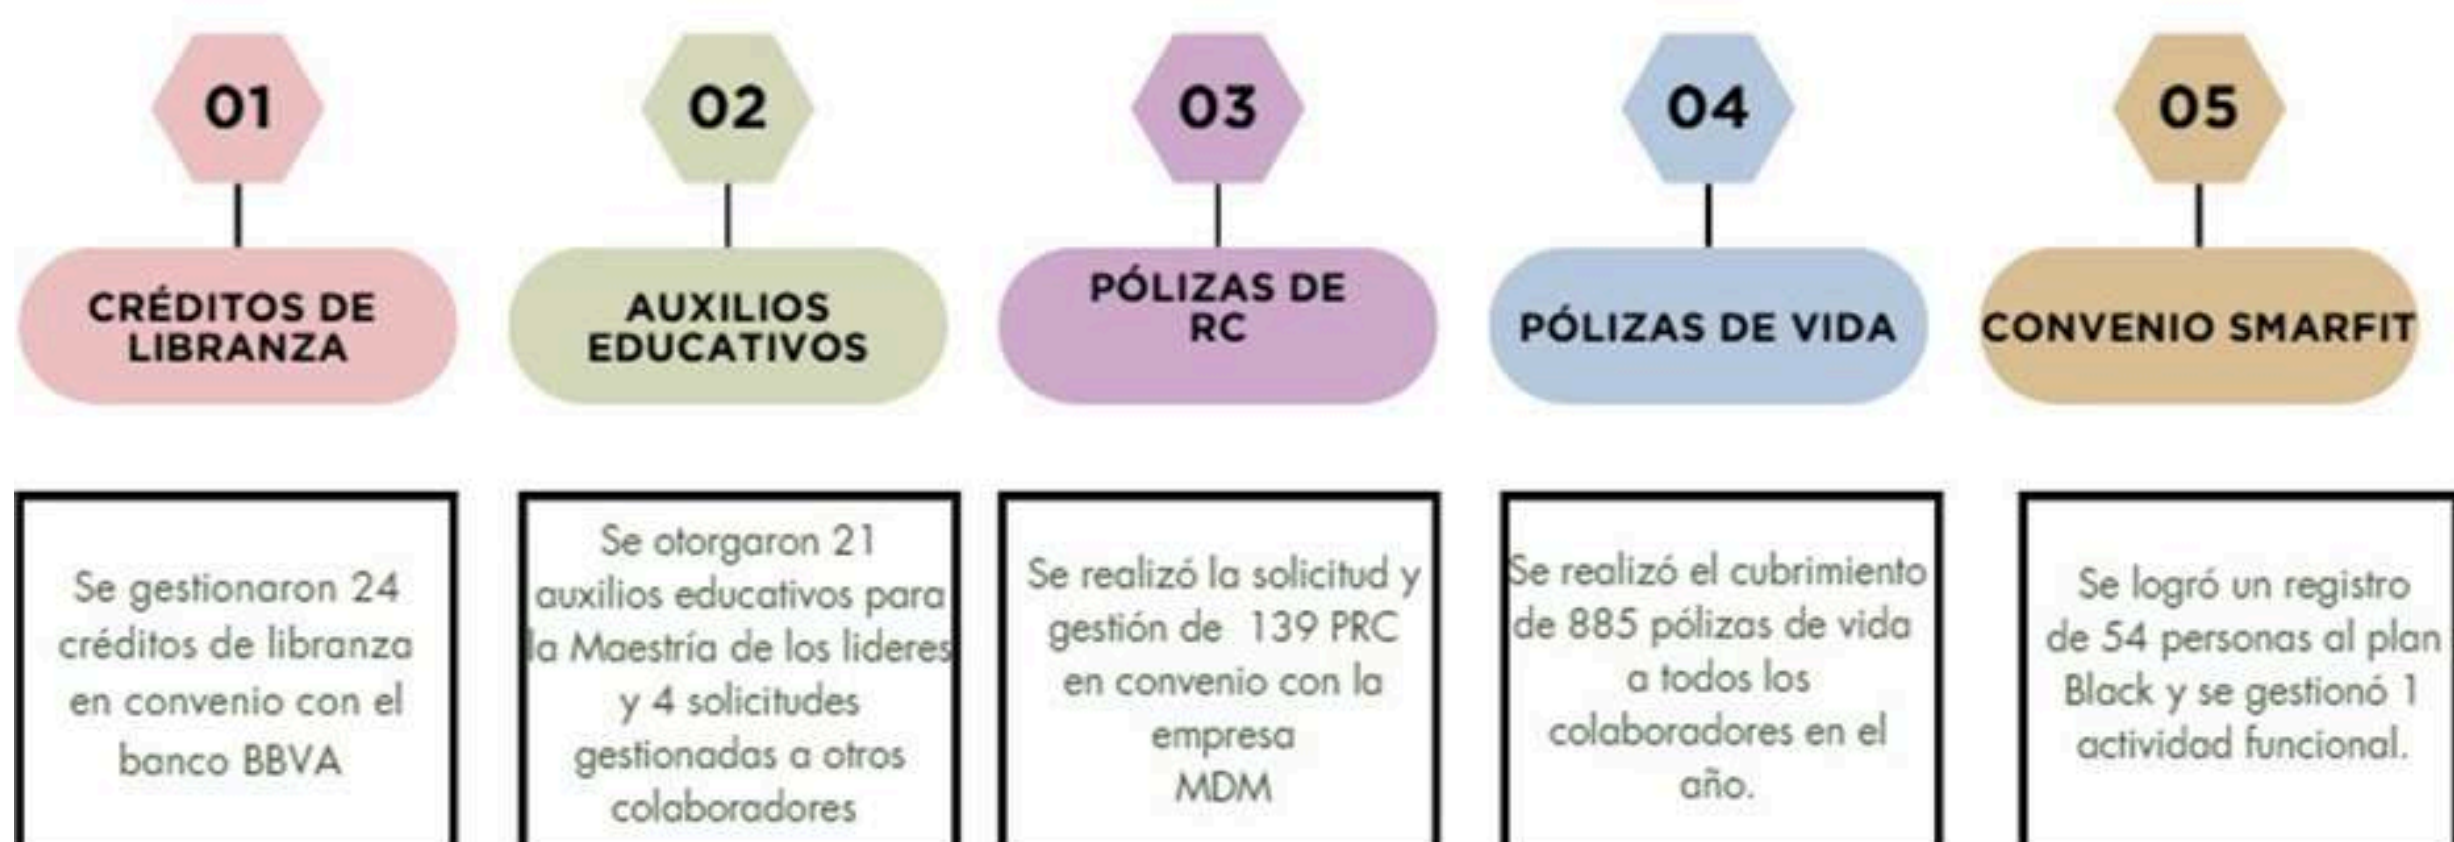 01
CRÉDITOS DE
LIBRANZA
Se gestionaron 24
créditos de libranza
en convenio con el
banco BBVA
02
AUXILIOS
EDUCATIVOS
Se otorgaron 21
auxilios educativos para
la Maestría de los lideres
y 4 solicitudes
gestionadas a otros
colaboradores
03
PÓLIZAS DE
RC
Se realizó la solicitud y
gestión de 139 PRC
en convenio con la
empresa
MDM
04
PÓLIZAS DE VIDA
Se realizó el cubrimiento
de 885 pólizas de vida
a todos los
colaboradores en el
año.
05
CONVENIO SMARFIT
Se logró un registro
de 54 personas al plan
Black y se gestionó 1
actividad funcional.